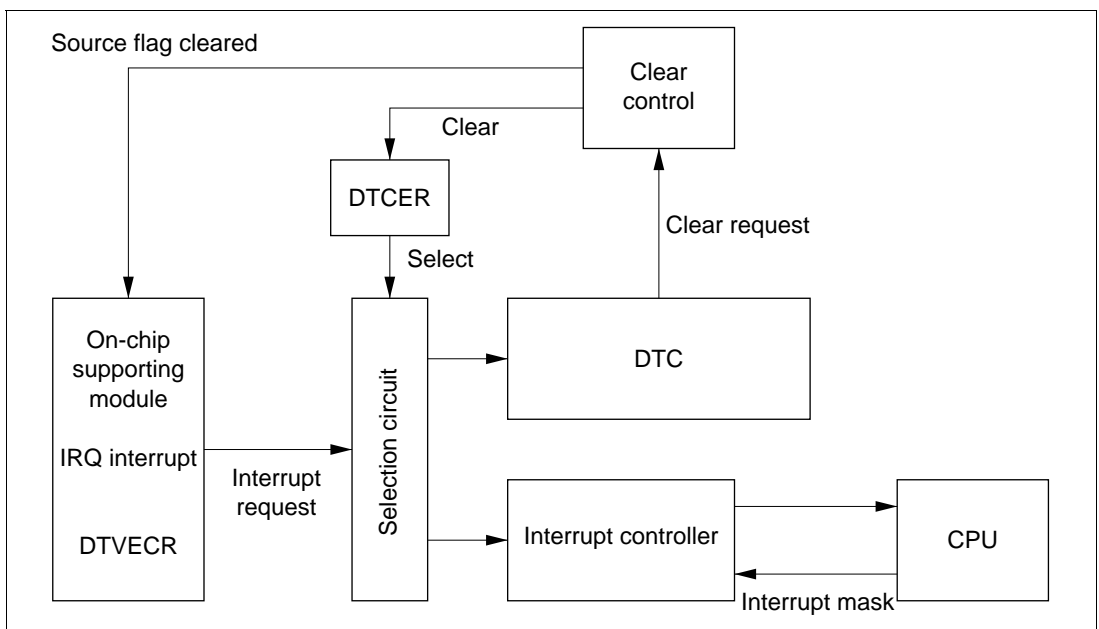 Source flag cleared
Clear
control
Clear
DTCER
Clear request
Select
On-chip
supporting
module
DTC
Selection circuit
IRQ interrupt
Interrupt
request
Interrupt controller
CPU
DTVECR
Interrupt mask